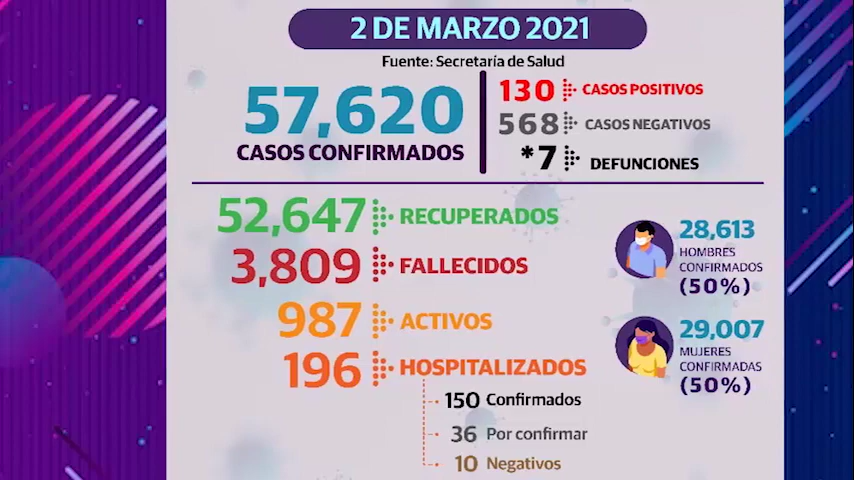 2 DE MARZO 2021
Fuente: Secretaría de Salud
57,620
CASOS CONFIRMADOS
130 CASOS POSITIVOS
568 CASOS NEGATIVOS
*7 DEFUNCIONES
52,647 RECUPERADOS
3,809 FALLECIDOS
987 ACTIVOS
196 HOSPITALIZADOS
150 Confirmados
36 Por confirmar
10 Negativos
28,613
HOMBRES
CONFIRMADOS
(50%)
29,007
MUJERES
CONFIRMADAS
(50%)